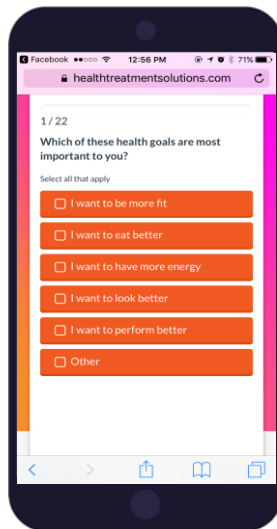 Facebook 12:56 PM 71%
healthtreatmentsolutions.com
1 / 22
Which of these health goals are most
important to you?
Select all that apply
I want to be more fit
I want to eat better
I want to have more energy
I want to look better
I want to perform better
Other